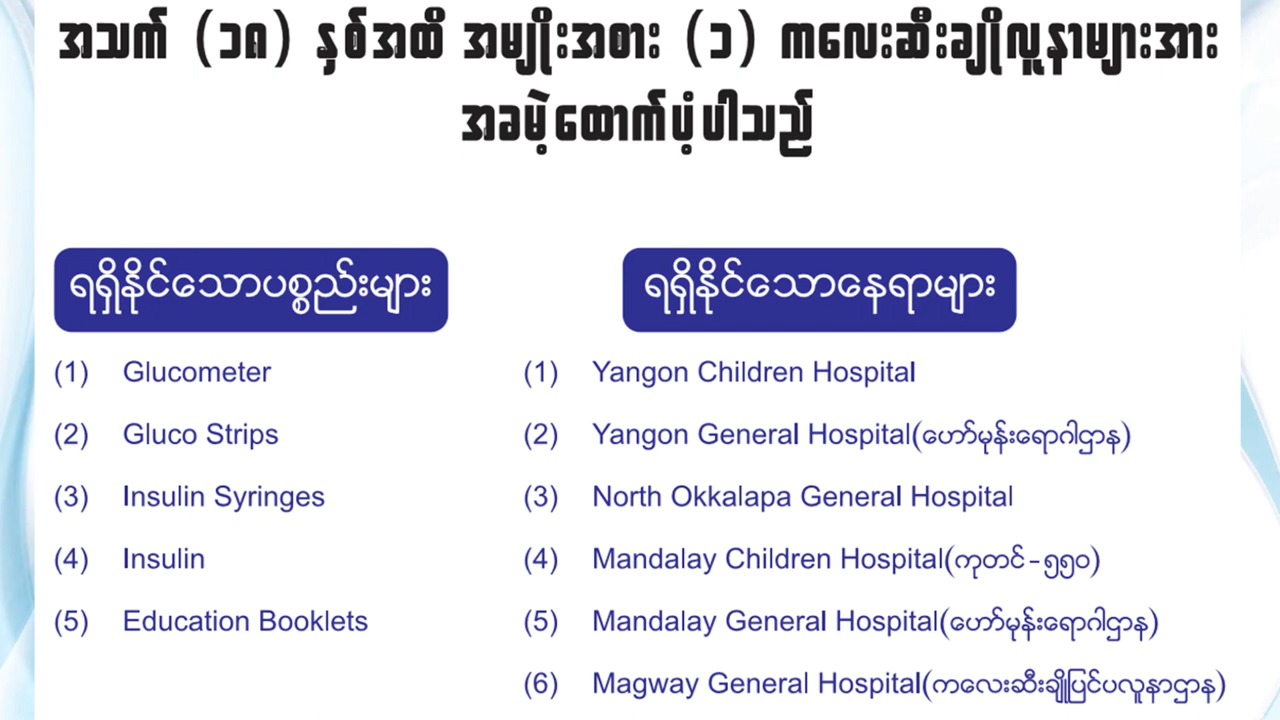 အသက် (၁၈) နှစ်အထိ အမျိုးအစား (၁) ကလေးဆီးချိုလူနာများအား
အခမဲ့ထောက်ပံ့ပါသည်
ရရှိနိုင်သောပစ္စည်းများ
(1) Glucometer
(2) Gluco Strips
(3) Insulin Syringes
(4) Insulin
(5) Education Booklets
ရရှိနိုင်သောနေရာများ
(1) Yangon Children Hospital
(2) Yangon General Hospital(ဟော်မုန်းရောဂါဌာန)
(3) North Okkalapa General Hospital
(4) Mandalay Children Hospital(ကုတင်-၅၅၀)
(5) Mandalay General Hospital(ဟော်မုန်းရောဂါဌာန)
(6) Magway General Hospital(ကလေးဆီးချိုပြင်ပလူနာဌာန)